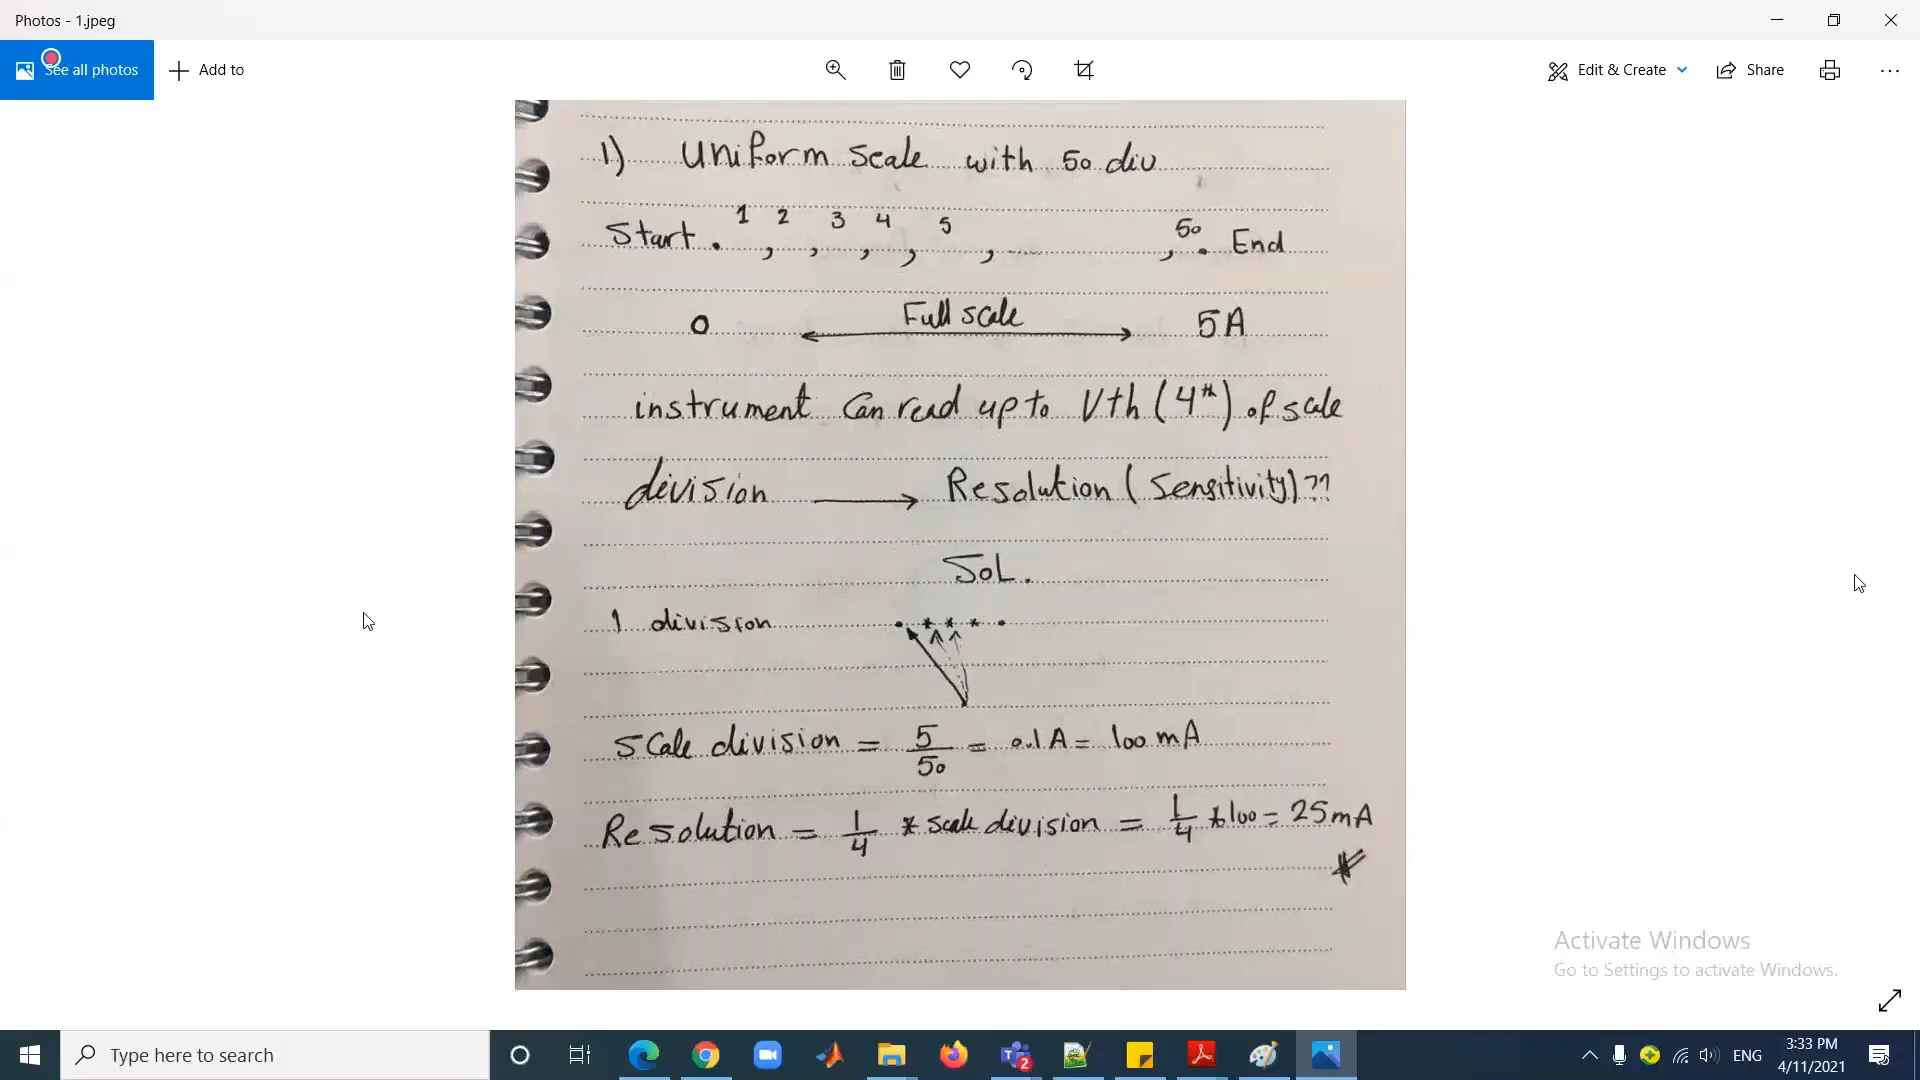 Photos - 1.jpeg
See all photos
Add to
Edit & Create
Share
1) Uniform scale with 50 div
1 2 3 4 5 50
Start . , , , , , ..... , . End
0 Full scale 5A
instrument can read up to Vth (4th) of scale
division → Resolution (Sensitivity)??
SOL.
1 division . * * * .
Scale division = 5/50 = 0.1 A = 100 mA
Resolution = 1/4 * scale division = 1/4 * 100 = 25mA
*
Activate Windows
Go to Settings to activate Windows.
Type here to search
2
ENG
3:33 PM
4/11/2021